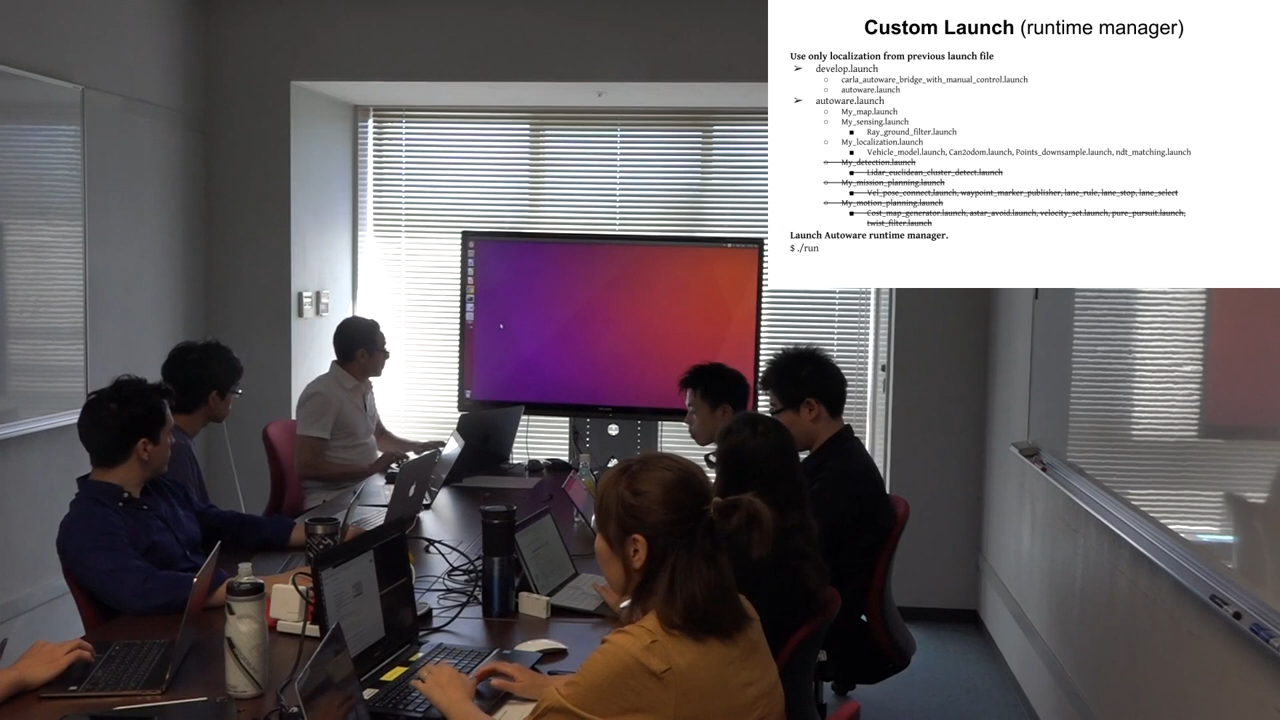 Custom Launch (runtime manager)
Use only localization from previous launch file
➢ develop.launch
○ carla_autoware_bridge_with_manual_control.launch
○ autoware.launch
➢ autoware.launch
○ My_map.launch
○ My_sensing.launch
■ Ray_ground_filter.launch
○ My_localization.launch
■ Vehicle_model.launch, Can2odom.launch, Points_downsample.launch, ndt_matching.launch
○ My_detection.launch
■ Lidar_euclidean_cluster_detect.launch
○ My_mission_planning.launch
■ Vel_pose_connect,launch, waypoint_marker_publisher, lane_rule, lane_stop, lane_select
○ My_motion_planning.launch
■ Cost_map_generator.launch, astar_avoid.launch, velocity_set.launch, pure_pursuit.launch,
twist_filter.launch
Launch Autoware runtime manager.
$ ./run